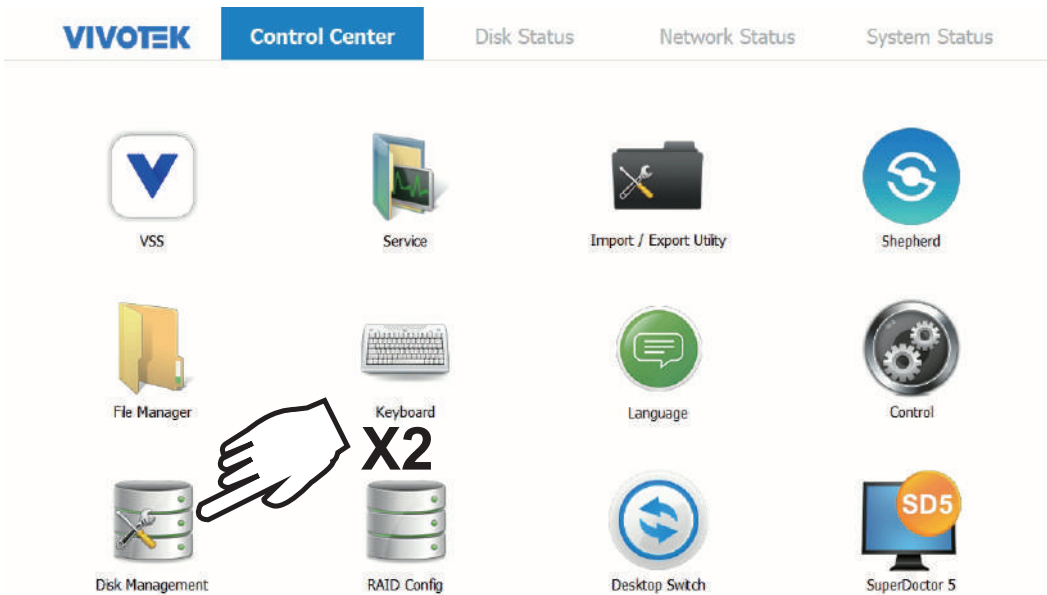 VIVOTEK Control Center Disk Status Network Status System Status
V
VSS Service Import / Export Utility Shepherd
File Manager Keyboard Language Control
X2
SD5
Disk Management RAID Config Desktop Switch SuperDoctor 5